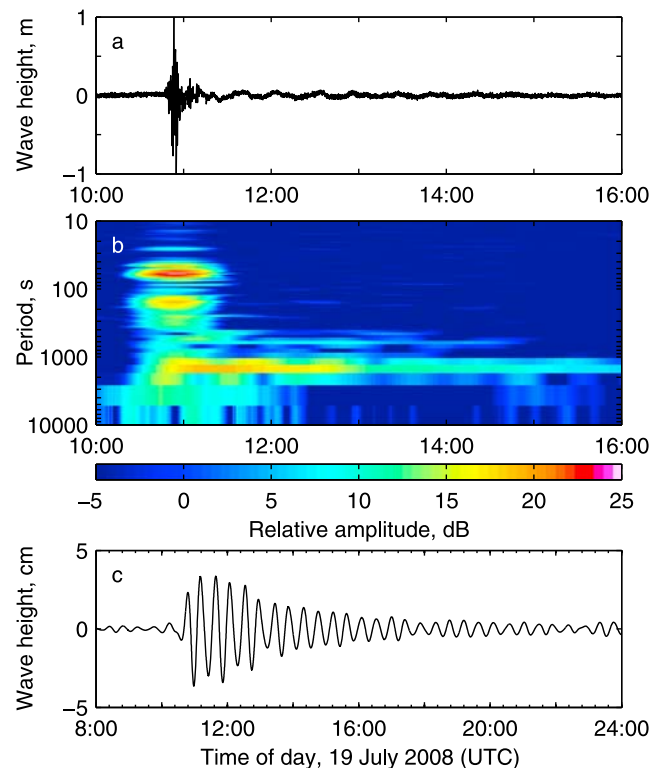 1
a
Wave height, m
0
−1
10:00 12:00 14:00 16:00
10
b
100
Period, s
1000
10000
10:00 12:00 14:00 16:00
−5 0 5 10 15 20 25
Relative amplitude, dB
5
c
Wave height, cm
0
−5
8:00 12:00 16:00 20:00 24:00
Time of day, 19 July 2008 (UTC)